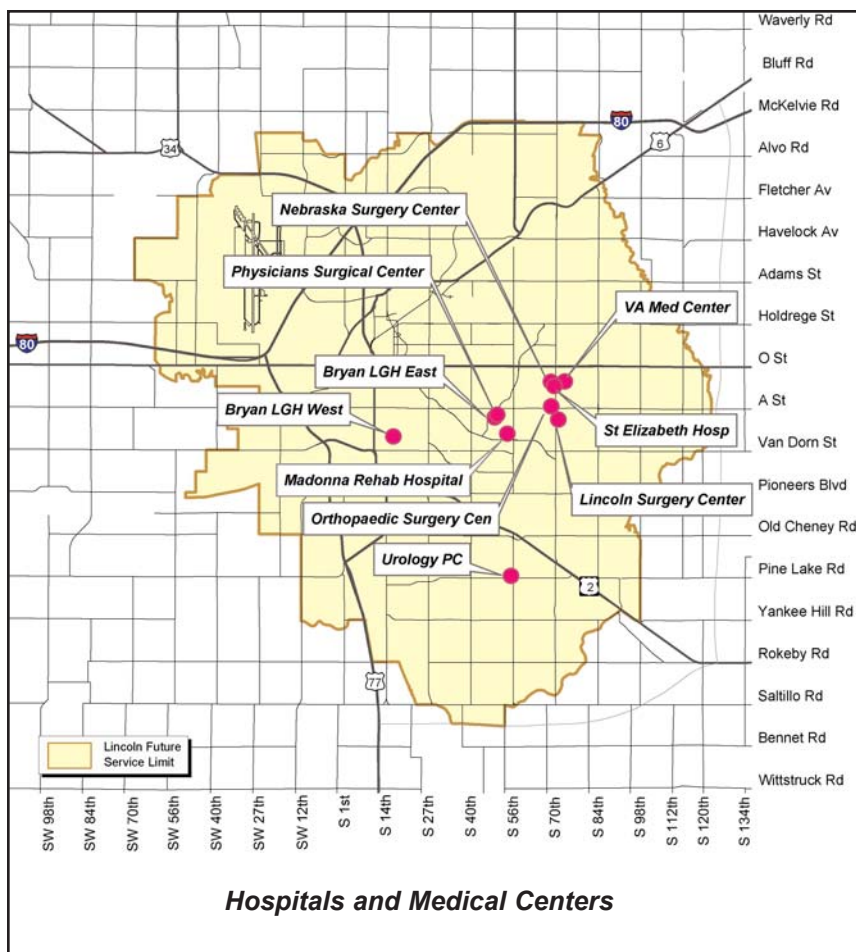 Waverly Rd
Bluff Rd
McKelvie Rd
80
6
34
Alvo Rd
Fletcher Av
Nebraska Surgery Center
Havelock Av
Physicians Surgical Center
Adams St
VA Med Center
Holdrege St
80
O St
Bryan LGH East
A St
Bryan LGH West
St Elizabeth Hosp
Van Dorn St
Madonna Rehab Hospital
Pioneers Blvd
Lincoln Surgery Center
Orthopaedic Surgery Cen
Old Cheney Rd
Urology PC
Pine Lake Rd
2
Yankee Hill Rd
Rokeby Rd
77
Saltillo Rd
Bennet Rd
Lincoln Future
Service Limit
Wittstruck Rd
SW 98th
SW 84th
SW 70th
SW 56th
SW 40th
SW 27th
SW 12th
S 1st
S 14th
S 27th
S 40th
S 56th
S 70th
S 84th
S 98th
S 112th
S 120th
S 134th
Hospitals and Medical Centers